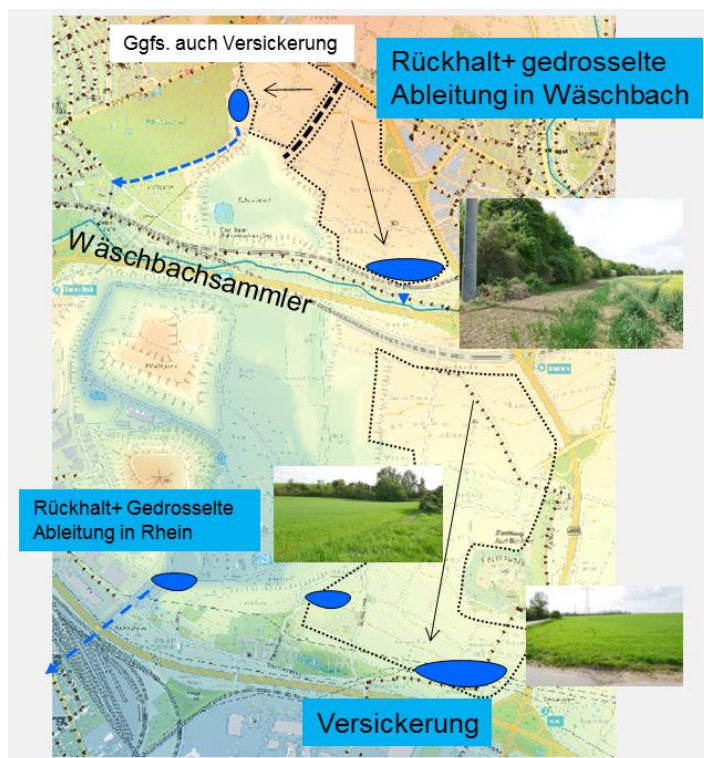 Ggfs. auch Versickerung
Rückhalt+ gedrosselte
Ableitung in Wäschbach
Wäschbachsammler
Rückhalt+ Gedrosselte
Ableitung in Rhein
Versickerung